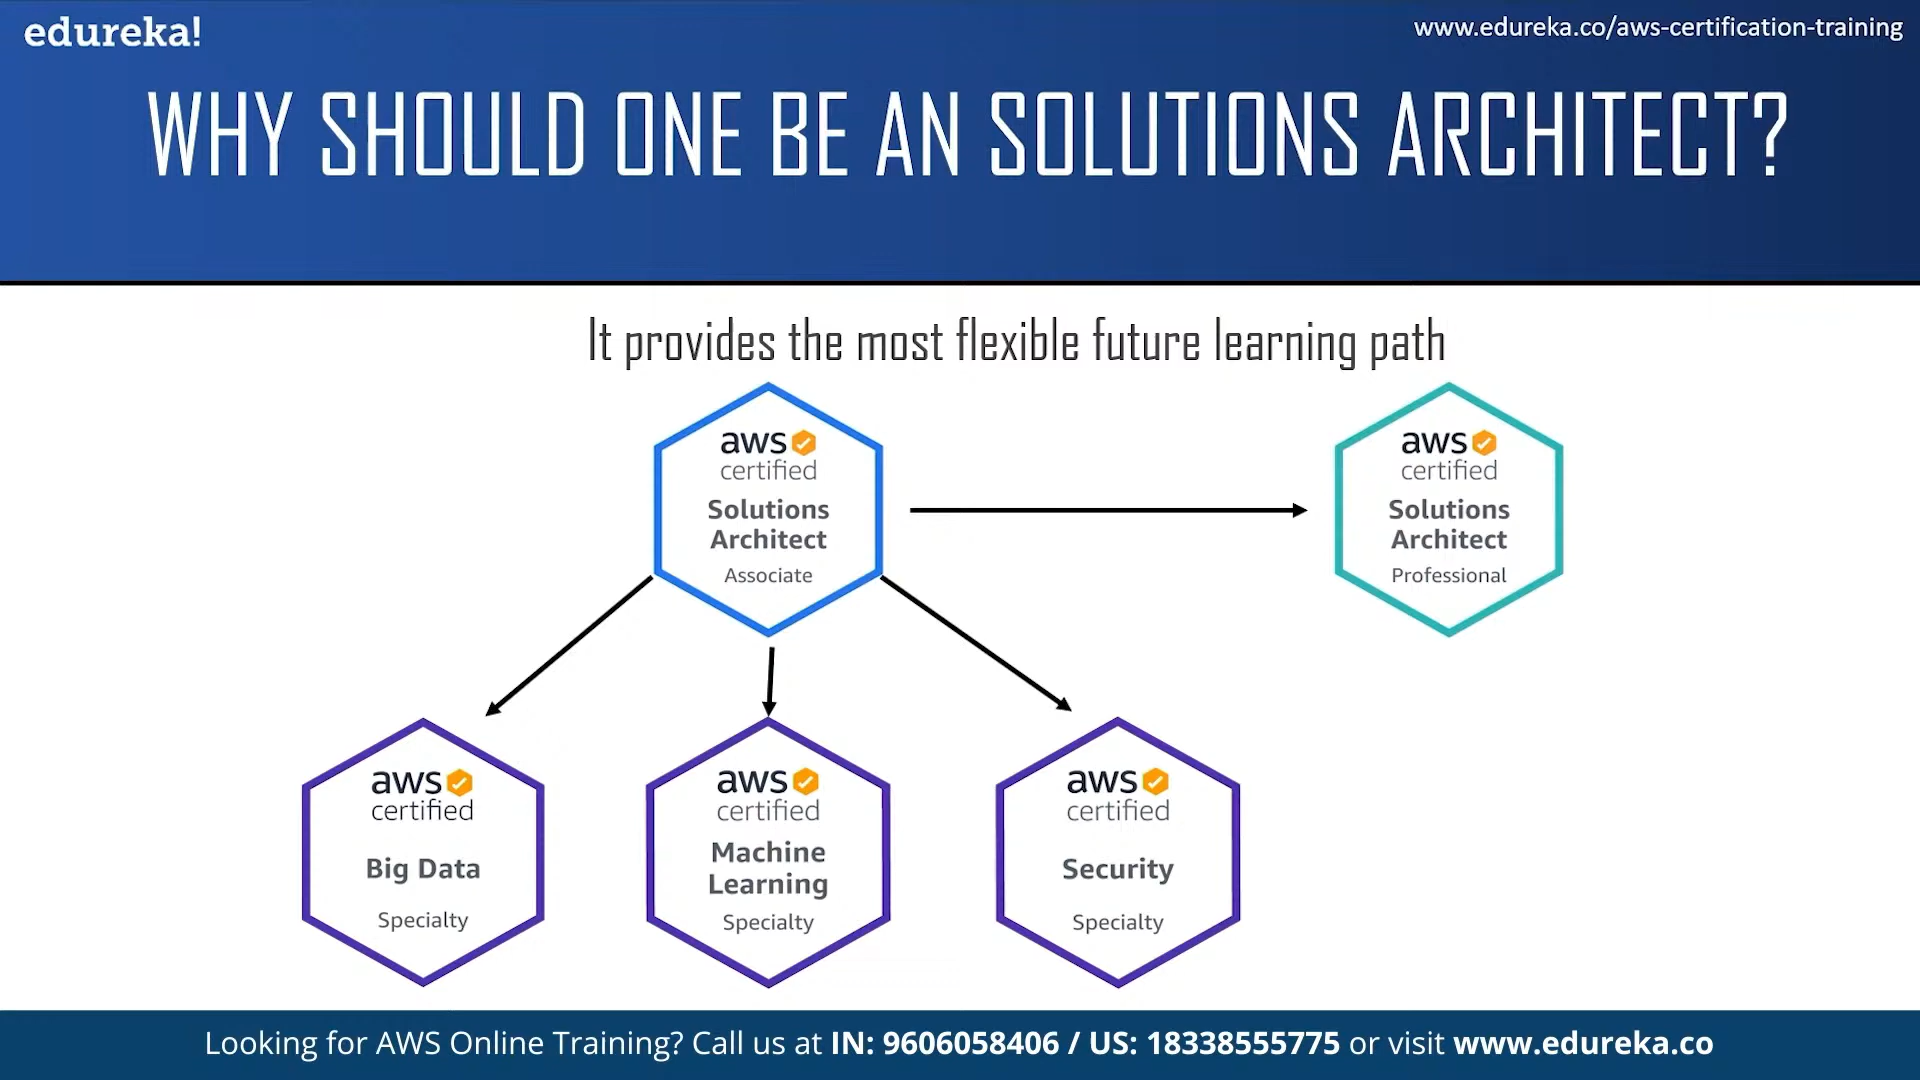 edureka!
www.edureka.co/aws-certification-training
WHY SHOULD ONE BE AN SOLUTIONS ARCHITECT?
It provides the most flexible future learning path
aws
certified
Solutions
Architect
Associate
aws
certified
Solutions
Architect
Professional
aws
certified
Big Data
Specialty
aws
certified
Machine
Learning
Specialty
aws
certified
Security
Specialty
Looking for AWS Online Training? Call us at IN: 9606058406 / US: 18338555775 or visit www.edureka.co